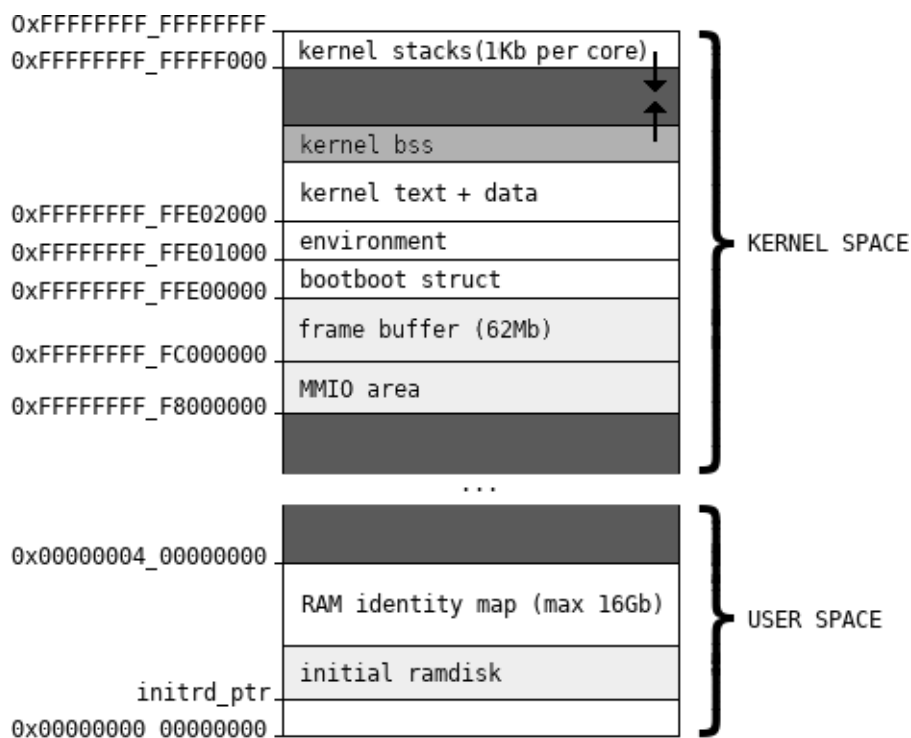 0xFFFFFFFF_FFFFFFFF
kernel stacks(1Kb per core)
0xFFFFFFFF_FFFFF000
kernel bss
kernel text + data
0xFFFFFFFF_FFE02000
environment
0xFFFFFFFF_FFE01000
bootboot struct
0xFFFFFFFF_FFE00000
KERNEL SPACE
frame buffer (62Mb)
0xFFFFFFFF_FC000000
MMIO area
0xFFFFFFFF_F8000000
...
0x00000004_00000000
RAM identity map (max 16Gb)
USER SPACE
initial ramdisk
initrd_ptr
0x00000000_00000000